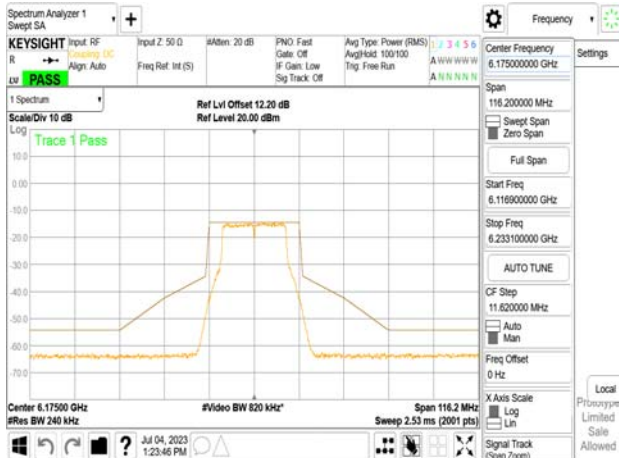 Spectrum Analyzer 1
Swept SA
+
Frequency
KEYSIGHT
R
LU PASS
Input: RF
Coupling: DC
Align: Auto
Input Z: 50 Ω
Freq Ref: Int (S)
#Atten: 20 dB
PNO: Fast
Gate: Off
IF Gain: Low
Sig Track: Off
Avg Type: Power (RMS)
Avg|Hold: 100/100
Trig: Free Run
1 2 3 4 5 6
A W W W W W
A N N N N N
1 Spectrum
Scale/Div 10 dB
Ref Lvl Offset 12.20 dB
Ref Level 20.00 dBm
Log
Trace 1 Pass
10.0
0.00
-10.0
-20.0
-30.0
-40.0
-50.0
-60.0
-70.0
Center 6.17500 GHz
#Res BW 240 kHz
#Video BW 820 kHz*
Span 116.2 MHz
Sweep 2.53 ms (2001 pts)
?
Jul 04, 2023
1:23:46 PM
Center Frequency
6.175000000 GHz
Settings
Span
116.200000 MHz
Swept Span
Zero Span
Full Span
Start Freq
6.116900000 GHz
Stop Freq
6.233100000 GHz
AUTO TUNE
CF Step
11.620000 MHz
Auto
Man
Freq Offset
0 Hz
X Axis Scale
Log
Lin
Signal Track
(Span Zoom)
Local
Prototype
Limited
Sale
Allowed